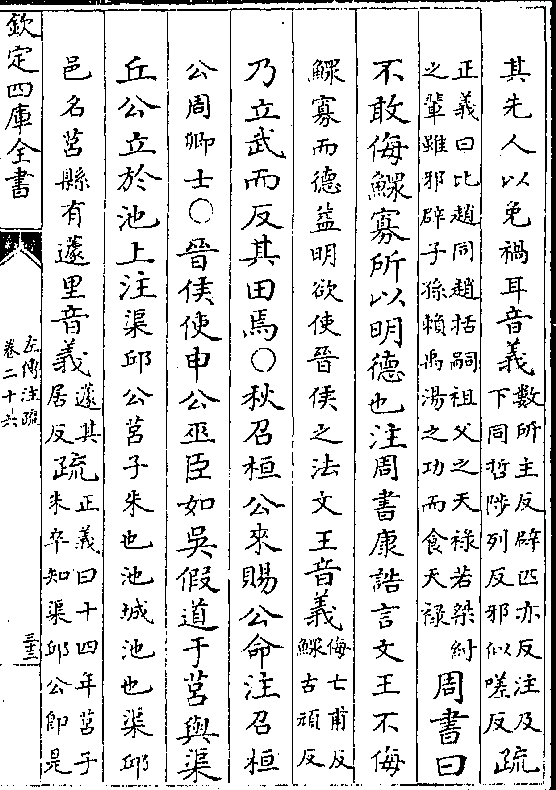 其先人以免禍耳音義數所主反辟匹亦反注及下同哲陟列反邪似嗟反疏
正義曰比趙同趙括嗣祖父之天祿若桀紂之輩雖邪辟子孫賴禹湯之功而食天祿周書曰
不敢侮鰥寡所以明德也注周書康誥言文王不侮
鰥寡而德益明欲使晉侯之法文王音義侮亡甫反鰥古頑反
乃立武而反其田焉○秋召桓公來賜公命注召桓
公周卿士○晉侯使申公巫臣如吳假道于莒與渠
丘公立於池上注渠邱公莒子朱也池城池也渠邱
邑名莒縣有蘧里音義蘧其居反疏正義曰十四年莒子朱卒知渠邱公即是
欽定四庫全書
左傳注疏
卷二十六
三十三